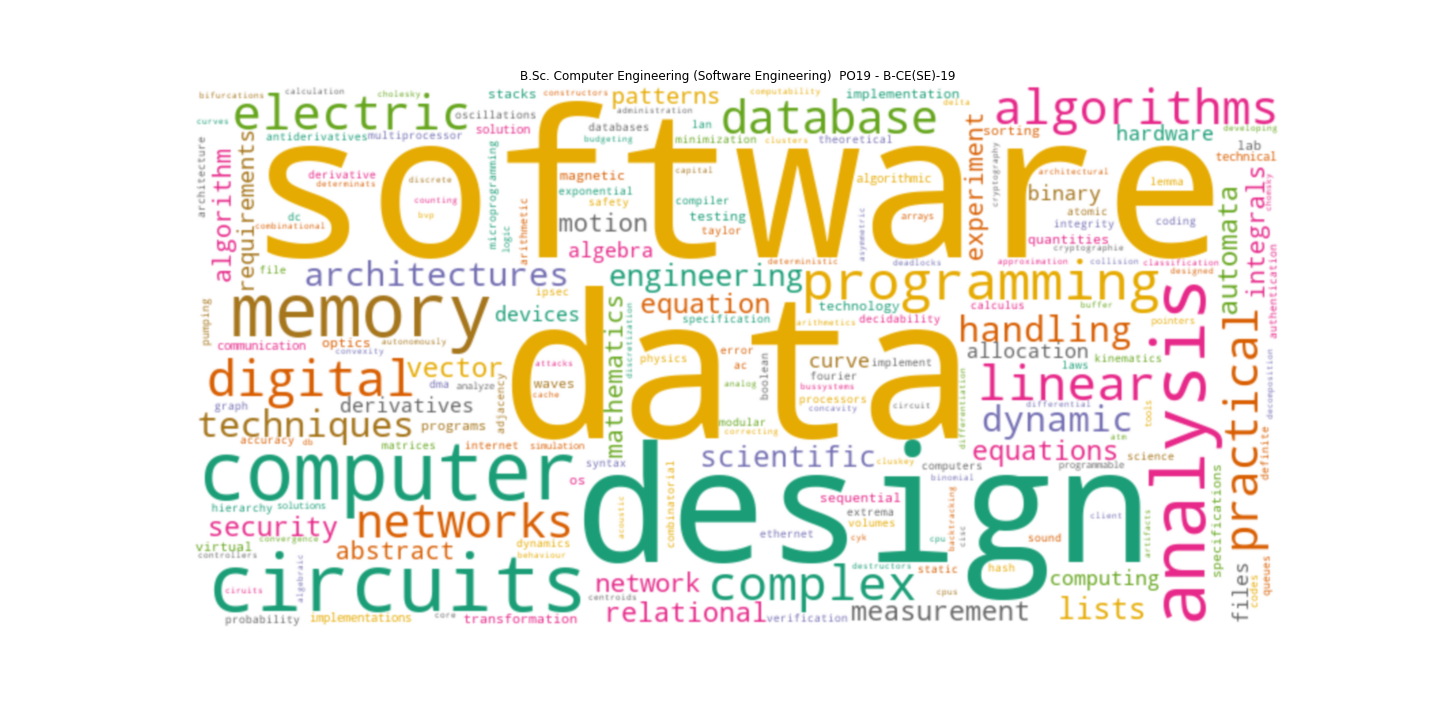 B.Sc. Computer Engineering (Software Engineering)  PO19 - B-CE(SE)-19
bifurcations
calculation
cholesky
stacks
constructors
patterns
computability
implementation
algorithms
curves
electric
oscillations
administration
database
delta
antiderivatives
multiprocessor
solution
databases
lan
budgeting
minimization
clusters
theoretical
sorting
hardware
developing
architecture
algorithm
requirements
software
experiment
lab
technical
derivative
determinats
discrete
microprogramming
magnetic
capital
algorithmic
cryptography
architectural
binary
lemma
chomsky
counting
exponential
safety
compiler
atomic
integrals
dc
combinational
bvp
logic
arithmetic
motion
testing
taylor
asymmetric
arrays
integrity
coding
automata
algebra
quantities
cryptographie
file
architectures
ipsec
engineering
deterministic
deadlocks
programming
approximation
collision
classification
designed
authentication
pumping
memory
devices
mathematics
discretization
equation
specification
technology
arithmetics
decidability
calculus
buffer
pointers
communication
optics
convexity
autonomously
data
handling
analysis
practical
digital
vector
attacks
physics
error
ac
boolean
curve
implement
allocation
laws
kinematics
decomposition
graph
dma
analyze
adjacency
waves
cache
analog
fourier
bussystems
processors
concavity
circuit
differentiation
linear
differential
tools
techniques
derivatives
programs
modular
correcting
dynamic
atm
accuracy
db
matrices
internet
simulation
equations
science
definite
computer
syntax
os
scientific
cluskey
computers
programmable
binomial
specifications
hierarchy
solutions
design
acoustic
combinatorial
sequential
extrema
volumes
backtracking
cisc
client
artifacts
security
networks
ethernet
cyk
cpu
sound
virtual
controllers
convergence
abstract
dynamics
behaviour
destructors
static
hash
computing
files
codes
queues
circuits
ciruits
algebraic
network
centroids
complex
cpus
lists
probability
implementations
core
transformation
relational
verification
measurement